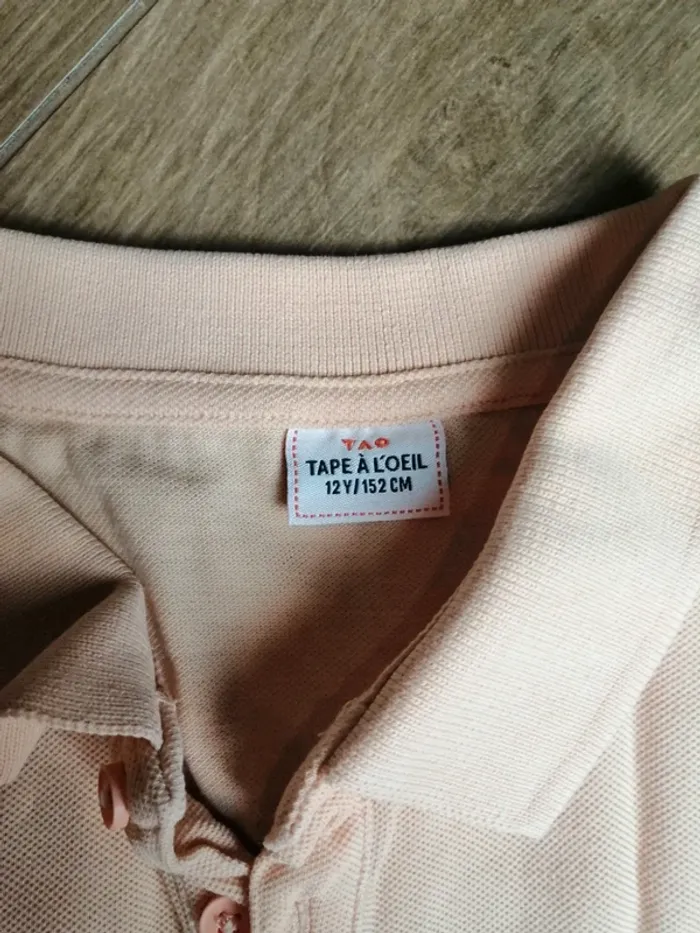 TAO
TAPE À L'OEIL
12Y/152 CM